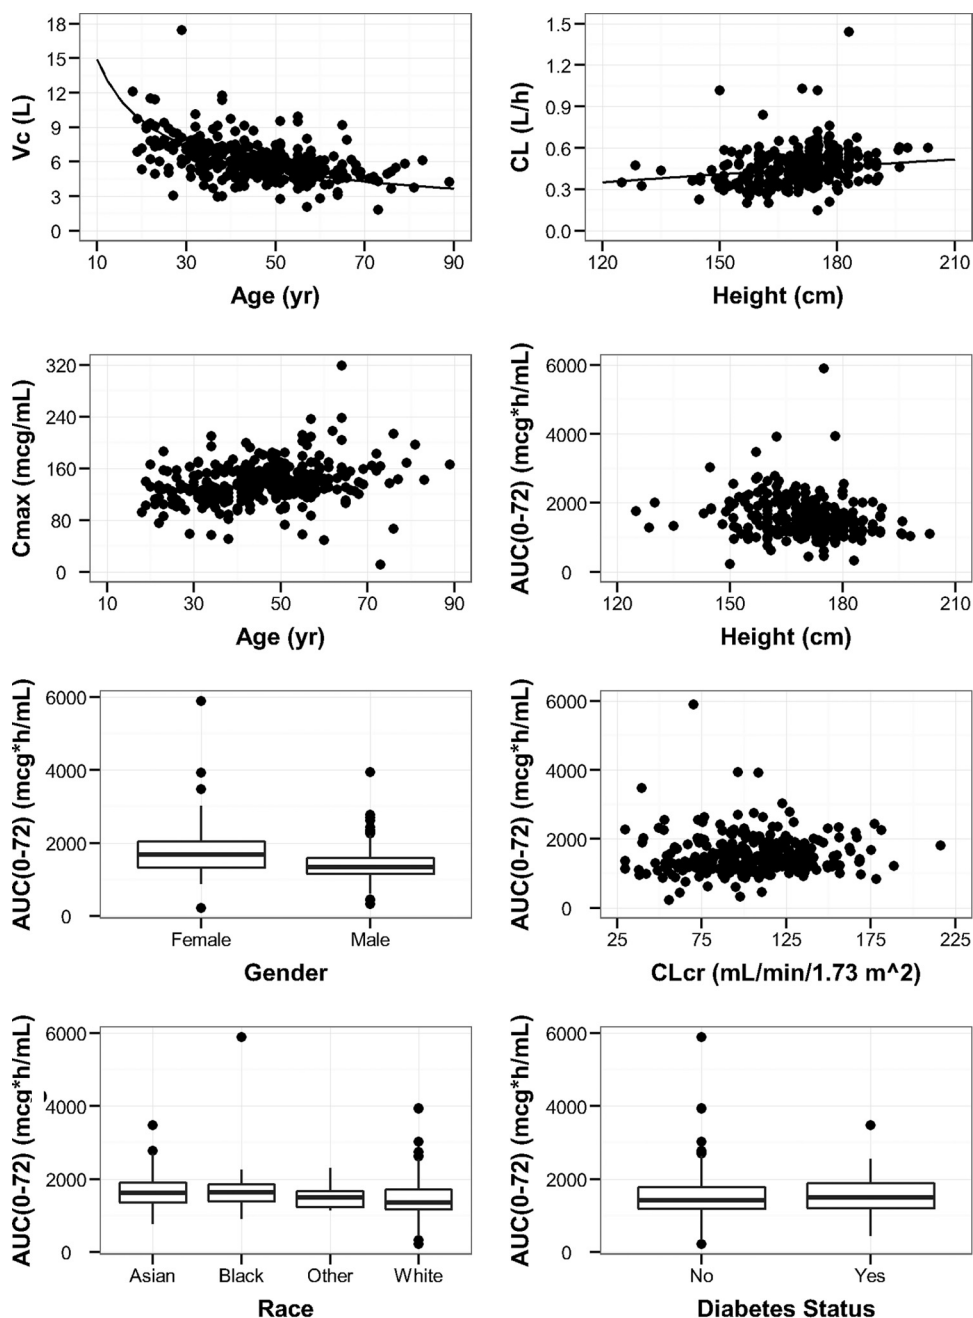 18
15
12
9
6
3
0
Vc (L)
10 30 50 70 90
Age (yr)
1.5
1.2
0.9
0.6
0.3
0.0
CL (L/h)
120 150 180 210
Height (cm)
320
240
160
80
0
Cmax (mcg/mL)
10 30 50 70 90
Age (yr)
6000
4000
2000
0
AUC(0-72) (mcg*h/mL)
120 150 180 210
Height (cm)
6000
4000
2000
0
AUC(0-72) (mcg*h/mL)
Female Male
Gender
6000
4000
2000
0
AUC(0-72) (mcg*h/mL)
25 75 125 175 225
CLcr (mL/min/1.73 m^2)
6000
4000
2000
0
AUC(0-72) (mcg*h/mL)
Asian Black Other White
Race
6000
4000
2000
0
AUC(0-72) (mcg*h/mL)
No Yes
Diabetes Status